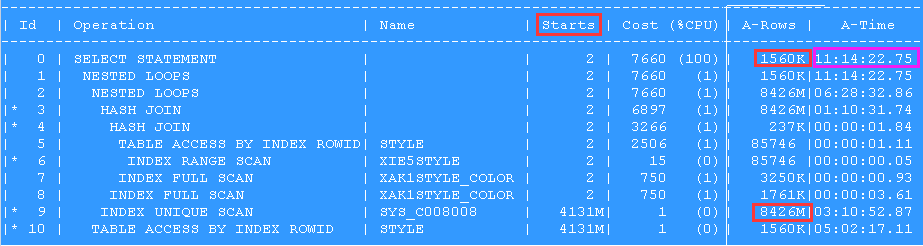 | Id | Operation | Name | Starts | Cost (%CPU)| A-Rows | A-Time
| 0 | SELECT STATEMENT | | 2 | 7660 (100) | 1560K|11:14:22.75
| 1 | NESTED LOOPS | | 2 | 7660 (1)| 1560K|11:14:22.75
| 2 | NESTED LOOPS | | 2 | 7660 (1)| 8426M|06:28:32.86
|* 3 | HASH JOIN | | 2 | 6897 (1)| 8426M|01:10:31.74
|* 4 | HASH JOIN | | 2 | 3266 (1)| 237K|00:00:01.84
| 5 | TABLE ACCESS BY INDEX ROWID| STYLE | 2 | 2506 (1)| 85746 |00:00:01.11
|* 6 | INDEX RANGE SCAN | XIE5STYLE | 2 | 15 (0)| 85746 |00:00:00.05
| 7 | INDEX FULL SCAN | XAK1STYLE_COLOR | 2 | 750 (1)| 3250K|00:00:00.93
| 8 | INDEX FULL SCAN | XAK1STYLE_COLOR | 2 | 750 (1)| 1761K|00:00:03.61
|* 9 | INDEX UNIQUE SCAN | SYS_C008008 | 4131M| 1 (0)| 8426M|03:10:52.87
|* 10 | TABLE ACCESS BY INDEX ROWID | STYLE | 4131M| 1 (0)| 1560K|05:02:17.11